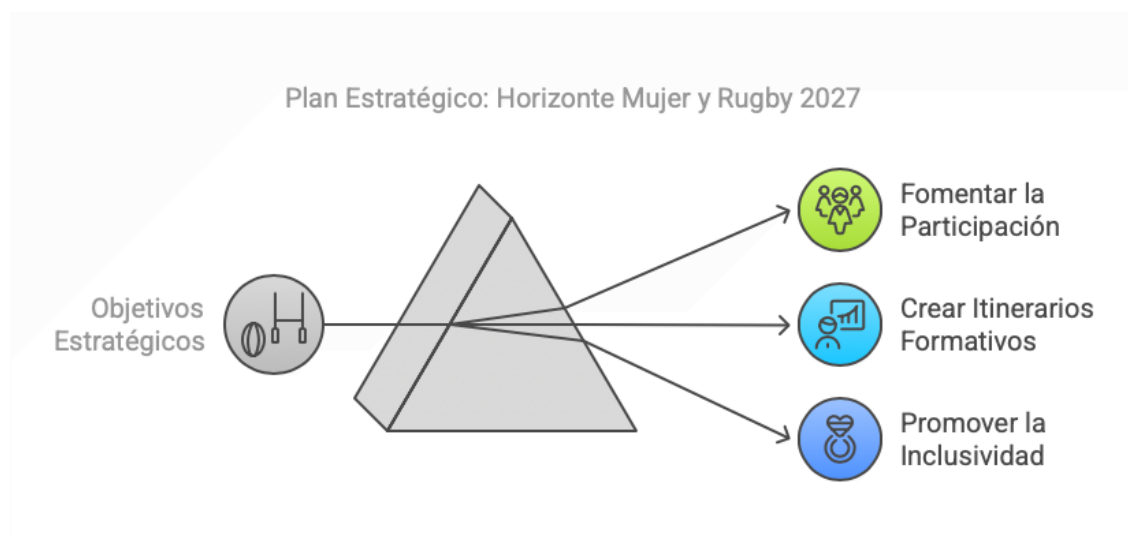 Plan Estratégico: Horizonte Mujer y Rugby 2027
Objetivos
Estratégicos
Fomentar la
Participación
Crear Itinerarios
Formativos
Promover la
Inclusividad